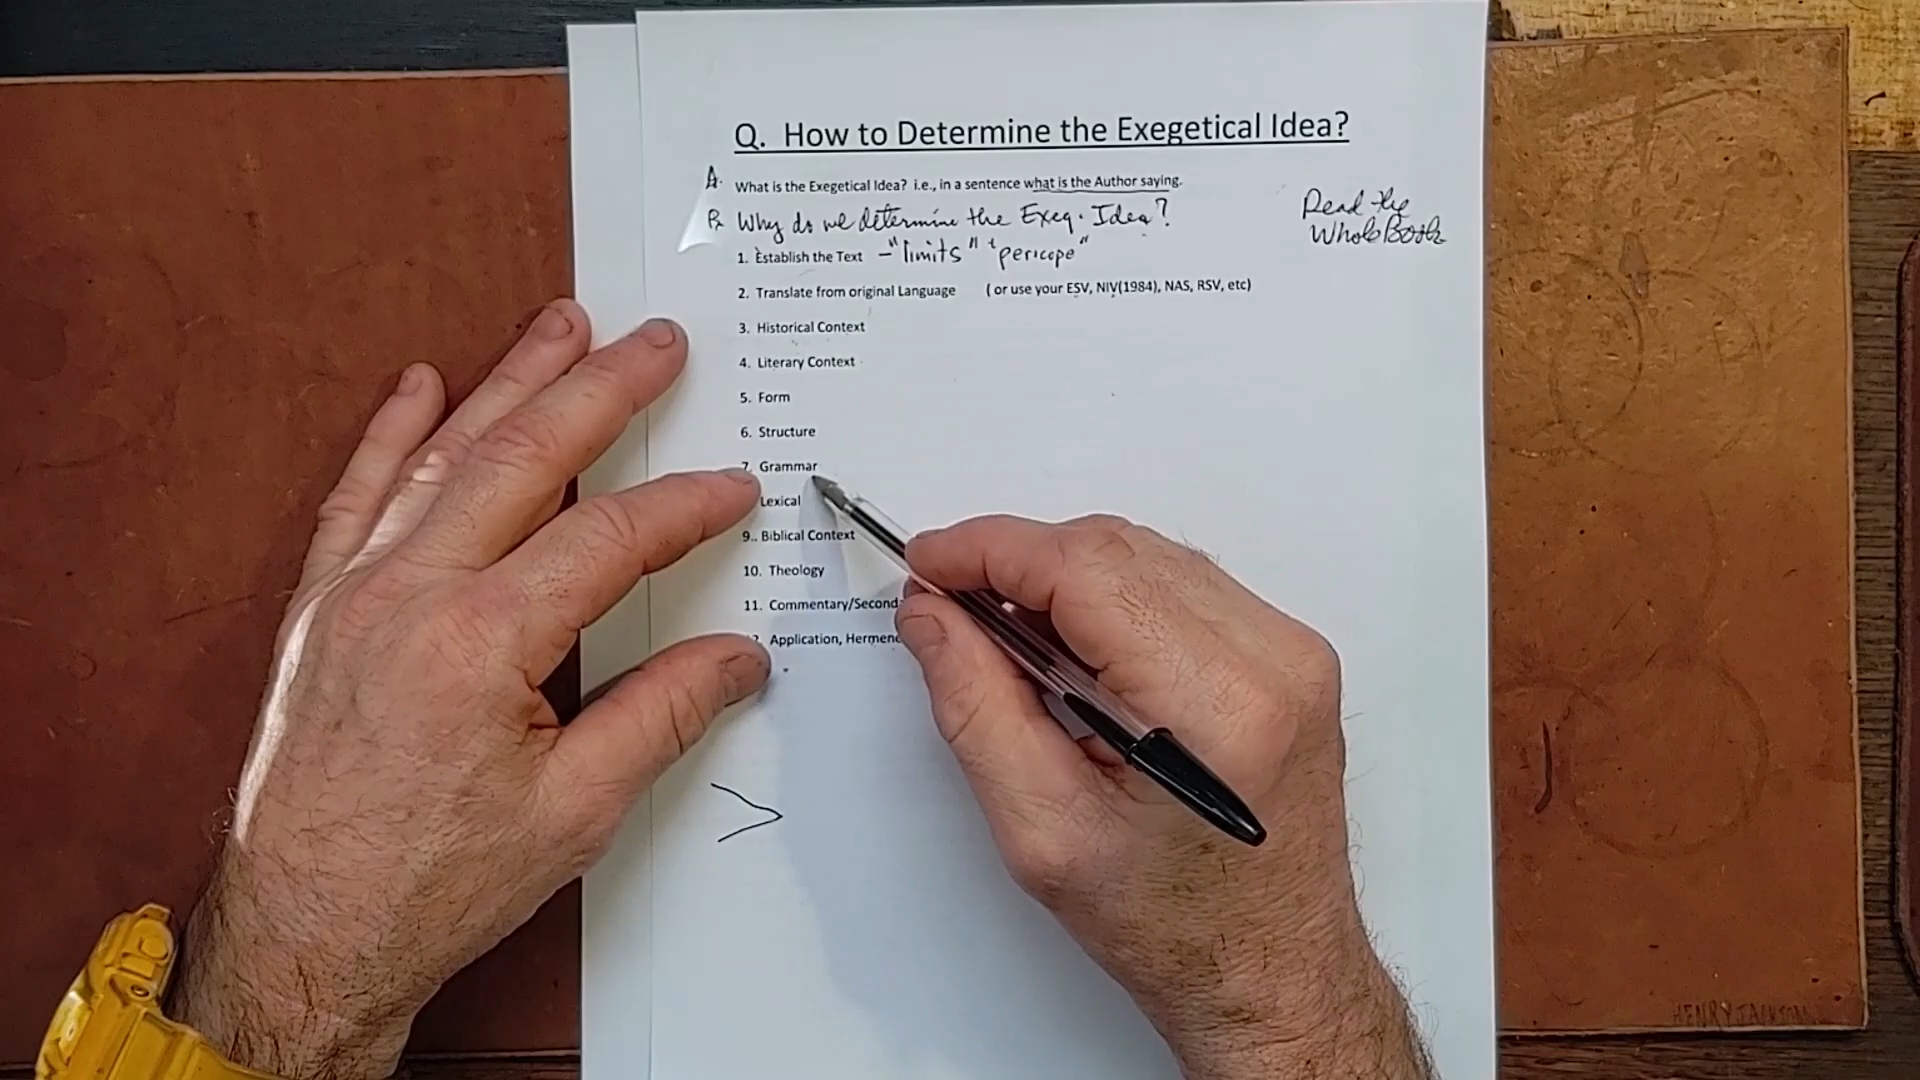 Q. How to Determine the Exegetical Idea?
A. What is the Exegetical Idea? i.e., in a sentence what is the Author saying.
B. Why do we determine the Exeg. Idea?
Read the
Whole Book
1. Establish the Text - "limits" + "pericope"
2. Translate from original Language ( or use your ESV, NIV(1984), NAS, RSV, etc)
3. Historical Context
4. Literary Context
5. Form
6. Structure
7. Grammar
Lexical
9.. Biblical Context
10. Theology
11. Commentary/Second
Application, Hermene
HENRY JACKSON